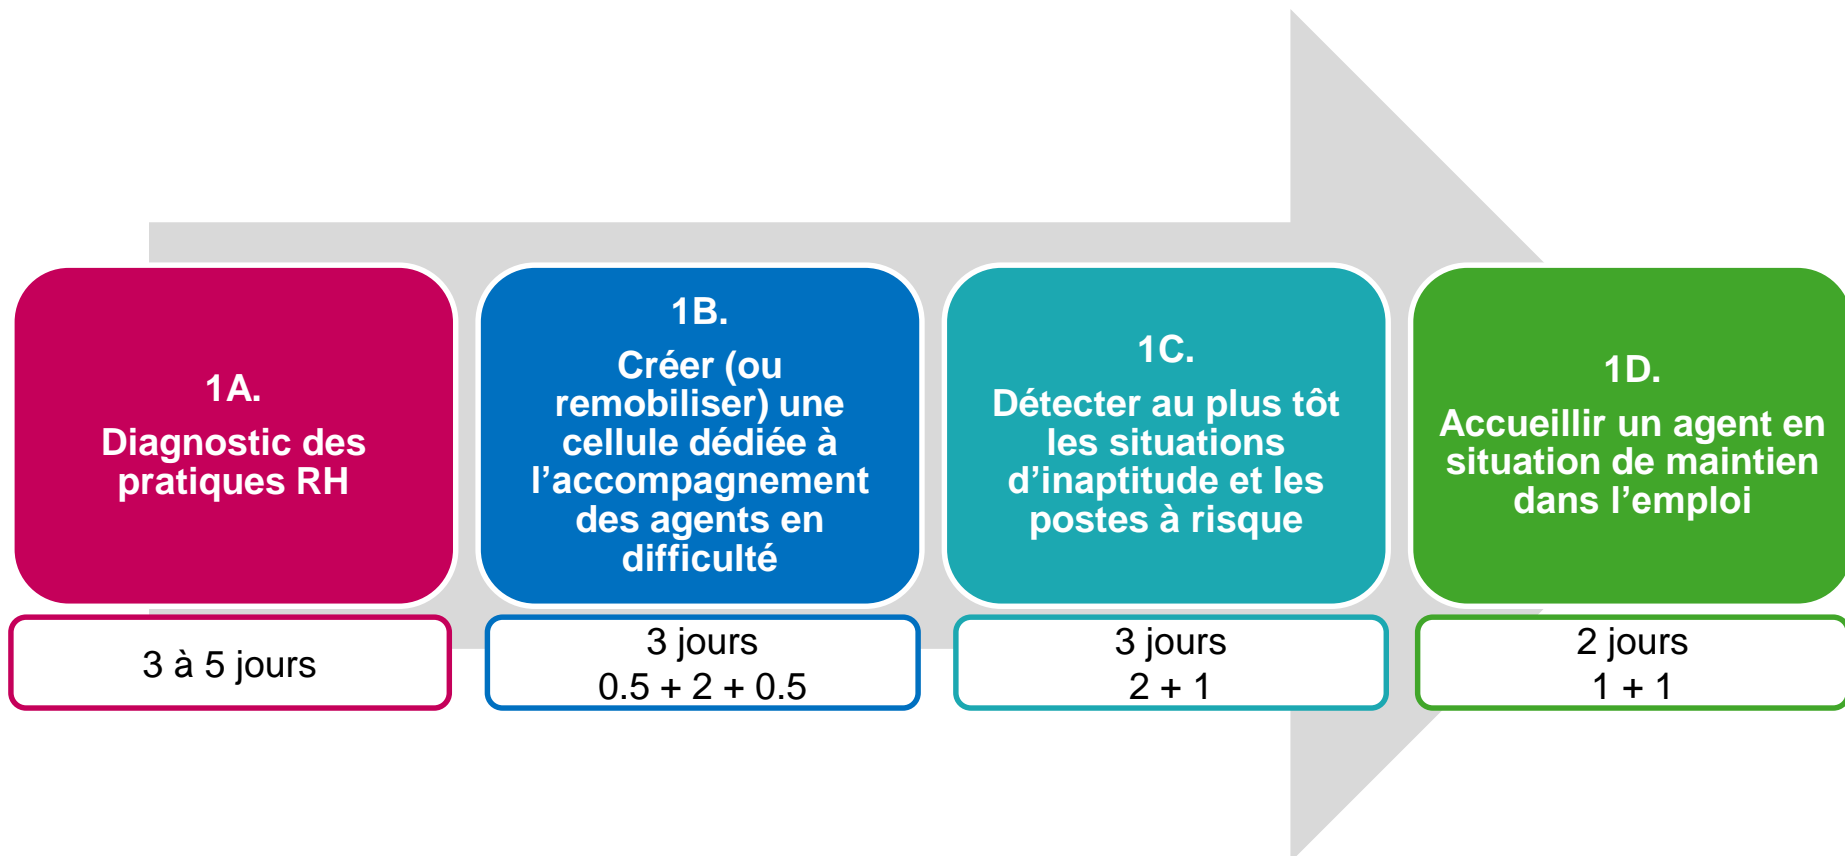 1A.
Diagnostic des
pratiques RH
3 à 5 jours
1B.
Créer (ou
remobiliser) une
cellule dédiée à
l’accompagnement
des agents en
difficulté
3 jours
0.5 + 2 + 0.5
1C.
Détecter au plus tôt
les situations
d’inaptitude et les
postes à risque
3 jours
2 + 1
1D.
Accueillir un agent en
situation de maintien
dans l’emploi
2 jours
1 + 1